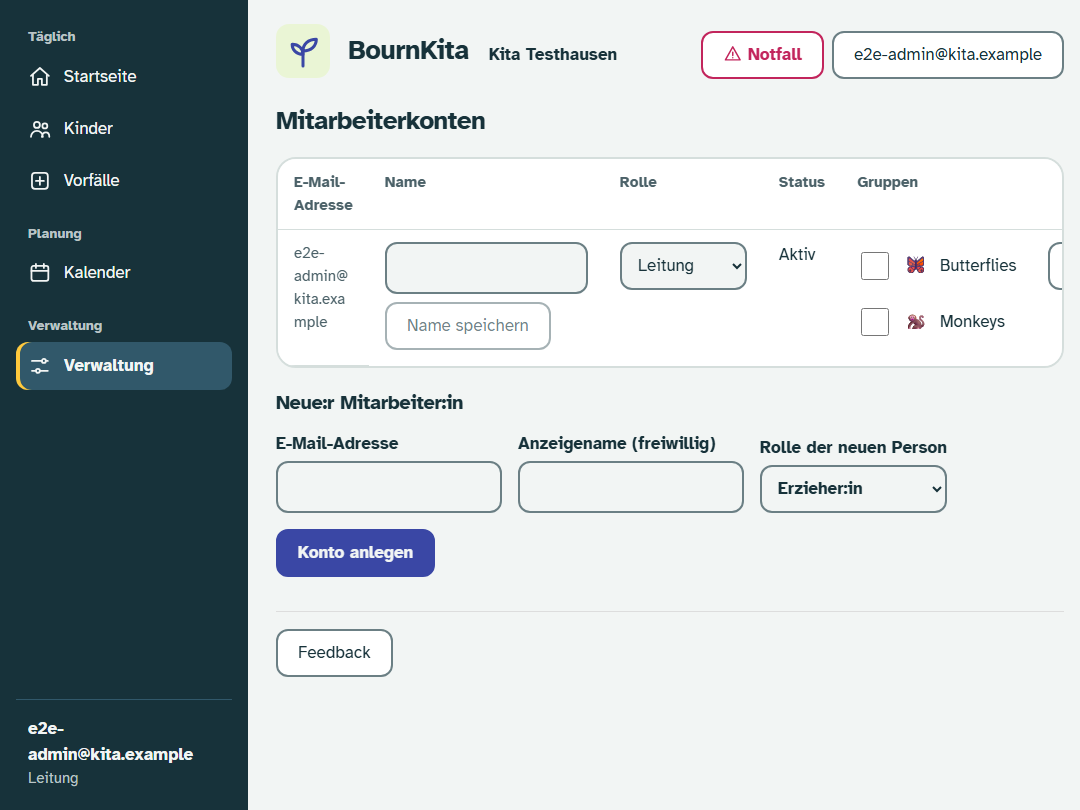 Täglich
Startseite
Kinder
Vorfälle
Planung
Kalender
Verwaltung
Verwaltung
e2e-
admin@kita.example
Leitung
BournKita
Kita Testhausen
Notfall
e2e-admin@kita.example
Mitarbeiterkonten
E-Mail-
Adresse
Name
Rolle
Status
Gruppen
e2e-
admin@
kita.exa
mple
Name speichern
Leitung
Aktiv
Butterflies
Monkeys
Neue:r Mitarbeiter:in
E-Mail-Adresse
Anzeigename (freiwillig)
Rolle der neuen Person
Erzieher:in
Konto anlegen
Feedback